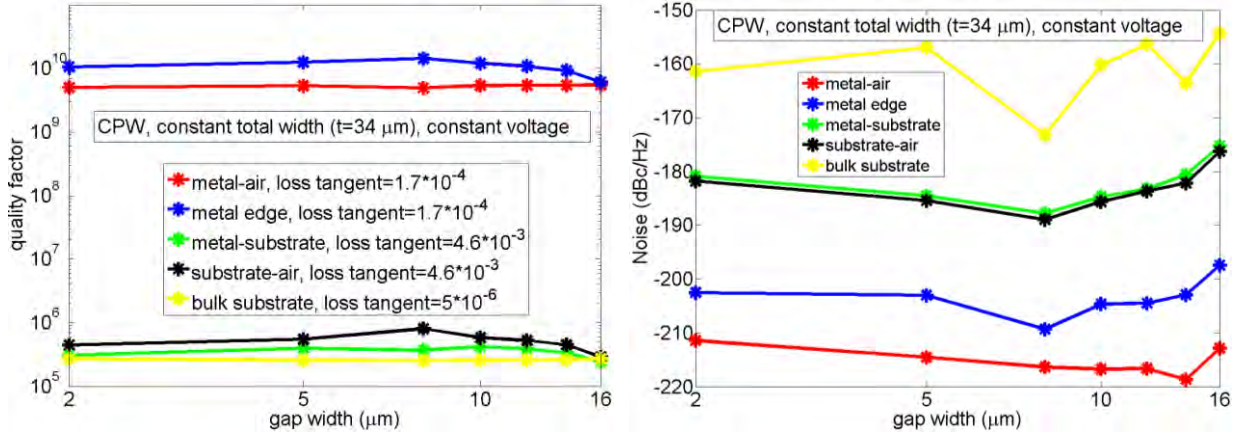 10^10
10^9
10^8
10^7
10^6
10^5
quality factor
CPW, constant total width (t=34 μm), constant voltage
metal-air, loss tangent=1.7*10^-4
metal edge, loss tangent=1.7*10^-4
metal-substrate, loss tangent=4.6*10^-3
substrate-air, loss tangent=4.6*10^-3
bulk substrate, loss tangent=5*10^-6
2 5 10 16
gap width (μm)
-150
-160
-170
-180
-190
-200
-210
-220
Noise (dBc/Hz)
CPW, constant total width (t=34 μm), constant voltage
metal-air
metal edge
metal-substrate
substrate-air
bulk substrate
2 5 10 16
gap width (μm)